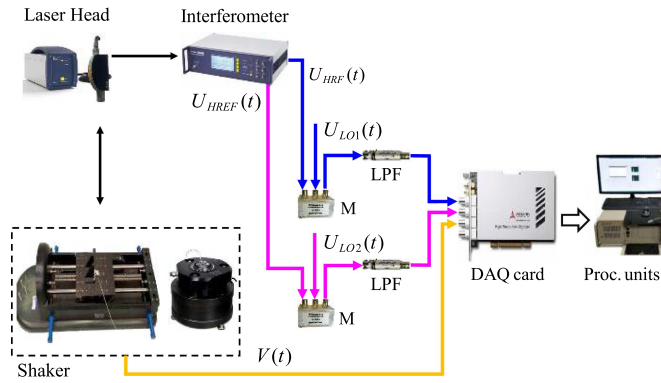 Laser Head
Interferometer
U_HRF(t)
U_HREF(t)
U_LO1(t)
LPF
M
U_LO2(t)
LPF
M
DAQ card
Proc. units
V(t)
Shaker